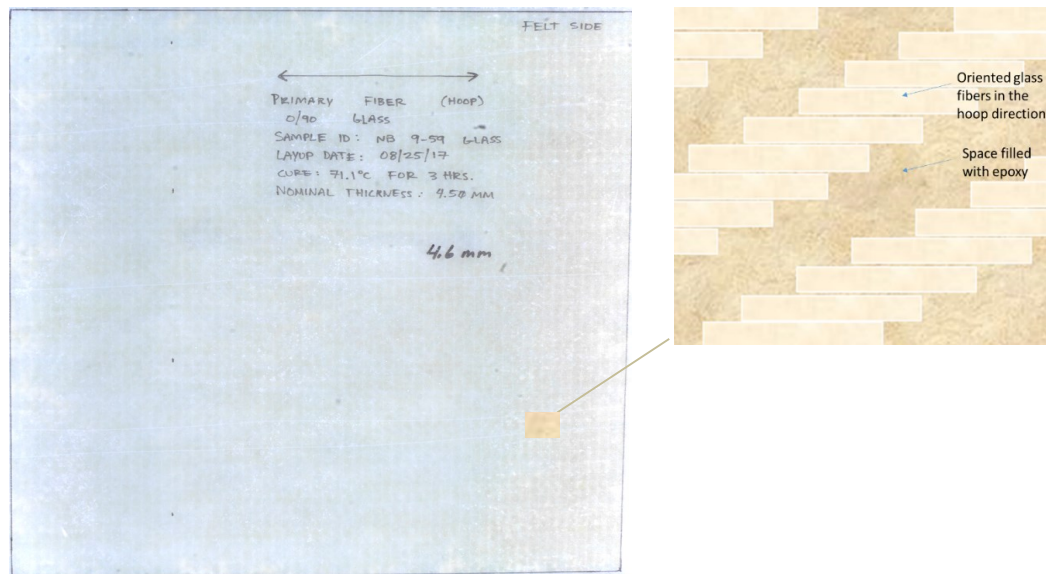 FELT SIDE
PRIMARY FIBER (HOOP)
0/90 GLASS
SAMPLE ID: NB 9-59 GLASS
LAYUP DATE: 08/25/17
CURE: 71.1°C FOR 3 HRS.
NOMINAL THICKNESS: 4.58 MM
4.6 mm
Oriented glass
fibers in the
hoop direction
Space filled
with epoxy